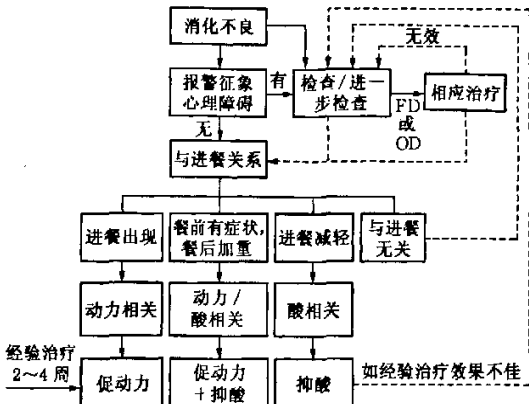 消化不良
无效
报警征象
心理障碍
有
检查/进一
步检查
FD
或
OD
相应治疗
无
与进餐关系
进餐出现
餐前有症状,
餐后加重
进餐减轻
与进餐
无关
动力相关
动力/
酸相关
酸相关
经验治疗
2~4周
促动力
促动力
+抑酸
抑酸
如经验治疗效果不佳